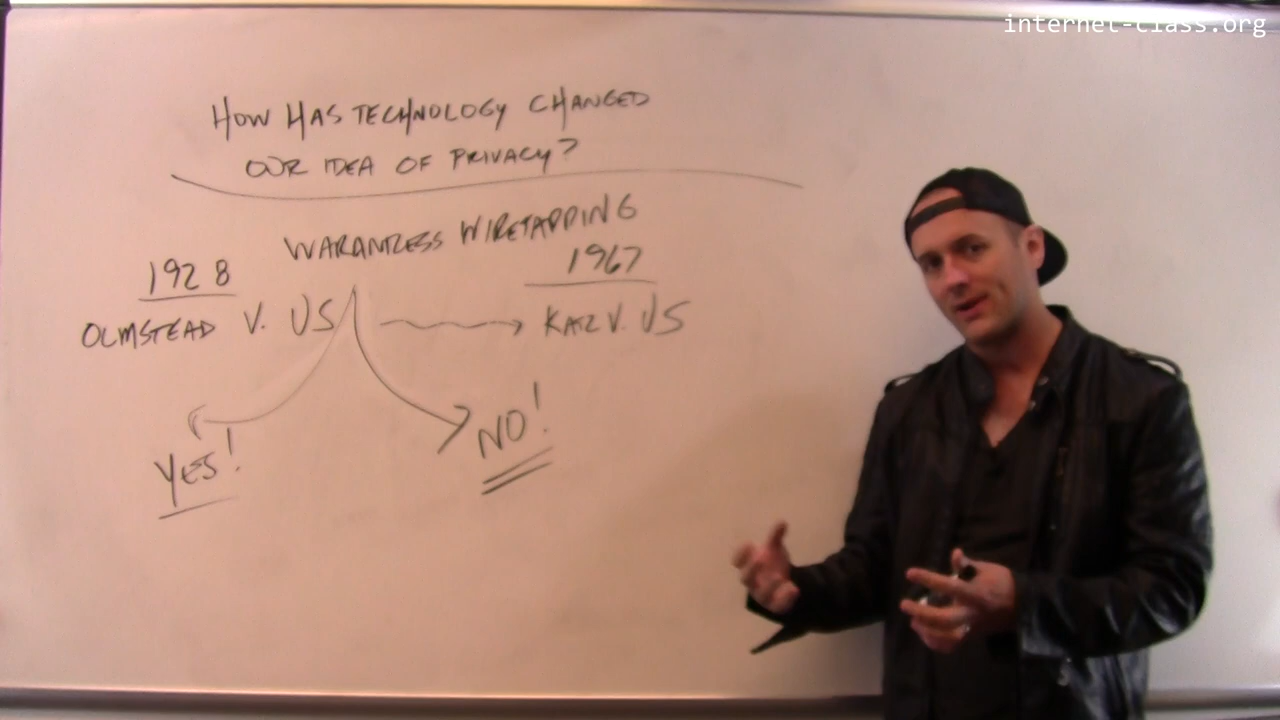 internet-class.org
HOW HAS TECHNOLOGY CHANGED
OUR IDEA OF PRIVACY?
WARANTLESS WIRETAPPING
1928
1967
OLMSTEAD V. US
KATZ V. US
YES!
NO!